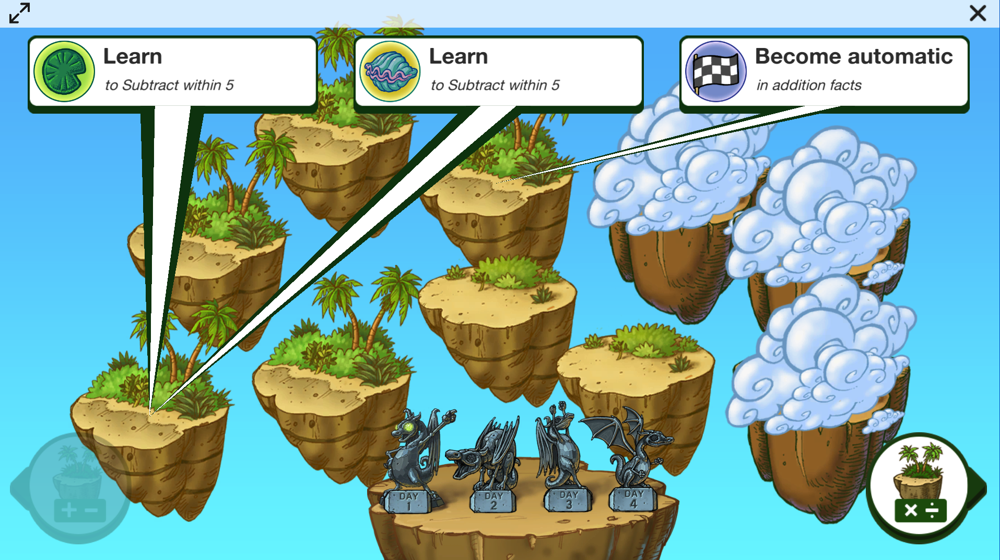 Learn
to Subtract within 5
Learn
to Subtract within 5
Become automatic
in addition facts
DAY
1
DAY
2
DAY
3
DAY
4
+ −
× ÷